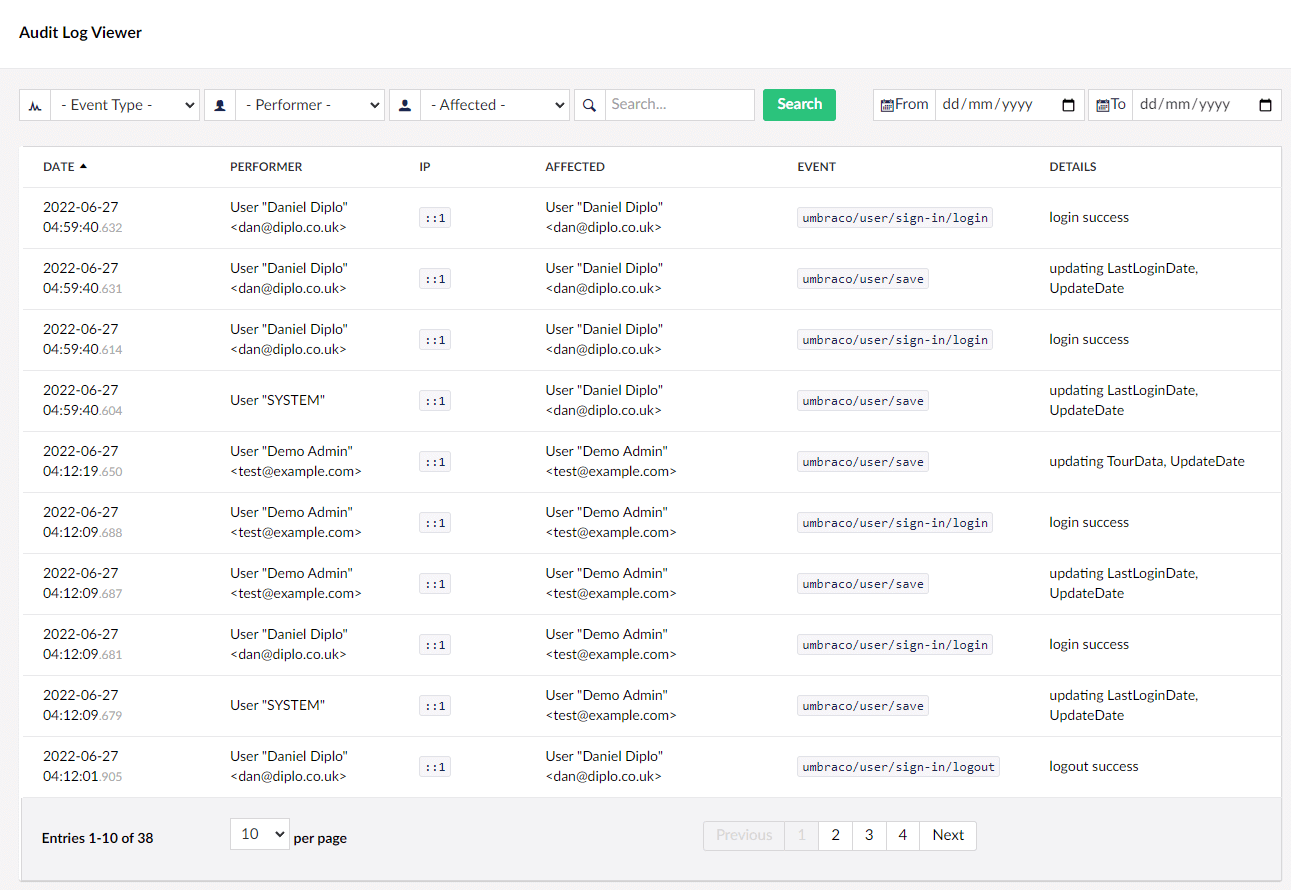 Audit Log Viewer
- Event Type - - Performer - - Affected - Search... Search From dd/mm/yyyy To dd/mm/yyyy
DATE PERFORMER IP AFFECTED EVENT DETAILS
2022-06-27 User "Daniel Diplo" User "Daniel Diplo"
::1 umbraco/user/sign-in/login login success
04:59:40.632 <dan@diplo.co.uk> <dan@diplo.co.uk>
2022-06-27 User "Daniel Diplo" User "Daniel Diplo" updating LastLoginDate,
::1 umbraco/user/save
04:59:40.631 <dan@diplo.co.uk> <dan@diplo.co.uk> UpdateDate
2022-06-27 User "Daniel Diplo" User "Daniel Diplo"
::1 umbraco/user/sign-in/login login success
04:59:40.614 <dan@diplo.co.uk> <dan@diplo.co.uk>
2022-06-27 User "Daniel Diplo" updating LastLoginDate,
User "SYSTEM" ::1 umbraco/user/save
04:59:40.604 <dan@diplo.co.uk> UpdateDate
2022-06-27 User "Demo Admin" User "Demo Admin"
::1 umbraco/user/save updating TourData, UpdateDate
04:12:19.650 <test@example.com> <test@example.com>
2022-06-27 User "Demo Admin" User "Demo Admin"
::1 umbraco/user/sign-in/login login success
04:12:09.688 <test@example.com> <test@example.com>
2022-06-27 User "Demo Admin" User "Demo Admin" updating LastLoginDate,
::1 umbraco/user/save
04:12:09.687 <test@example.com> <test@example.com> UpdateDate
2022-06-27 User "Daniel Diplo" User "Demo Admin"
::1 umbraco/user/sign-in/login login success
04:12:09.681 <dan@diplo.co.uk> <test@example.com>
2022-06-27 User "Demo Admin" updating LastLoginDate,
User "SYSTEM" ::1 umbraco/user/save
04:12:09.679 <test@example.com> UpdateDate
2022-06-27 User "Daniel Diplo" User "Daniel Diplo"
::1 umbraco/user/sign-in/logout logout success
04:12:01.905 <dan@diplo.co.uk> <dan@diplo.co.uk>
Entries 1-10 of 38 10 per page Previous 1 2 3 4 Next